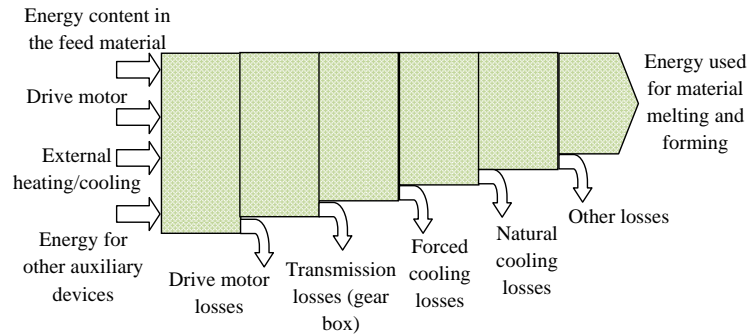 Energy content in
the feed material
Drive motor
External
heating/cooling
Energy for
other auxiliary
devices
Drive motor
losses
Transmission
losses (gear
box)
Forced
cooling
losses
Natural
cooling
losses
Other losses
Energy used
for material
melting and
forming